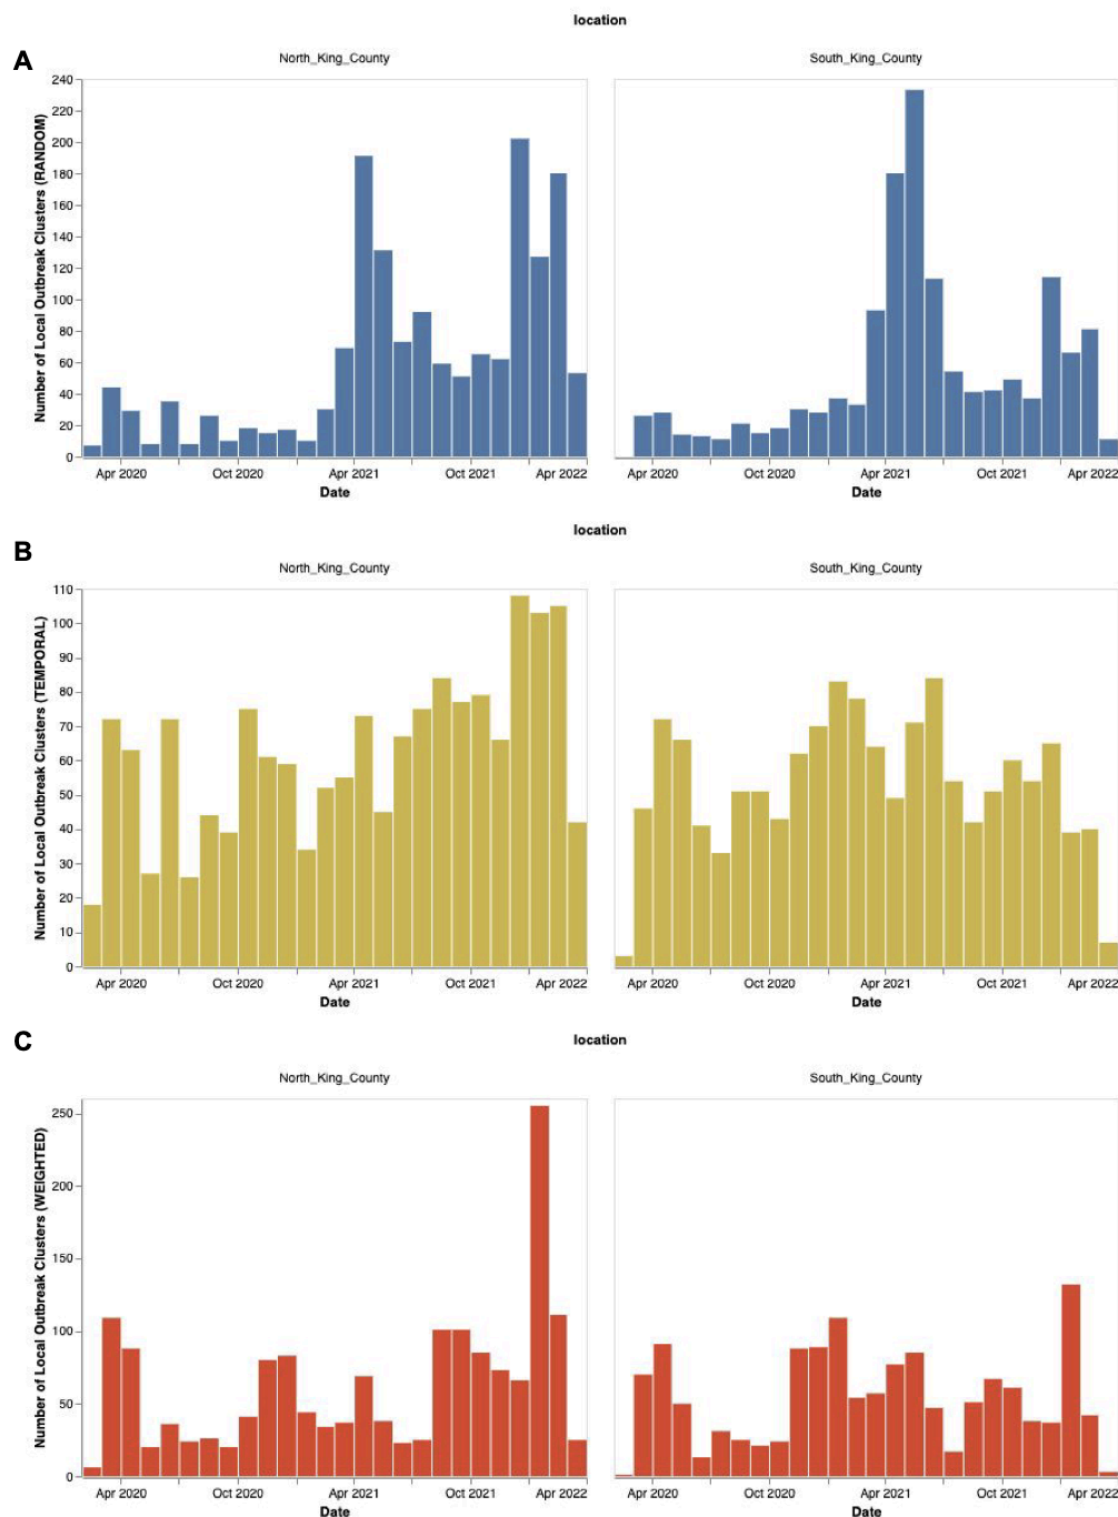 location
A
North_King_County South_King_County
Number of Local Outbreak Clusters (RANDOM)
240
220
200
180
160
140
120
100
80
60
40
20
0
Apr 2020 Oct 2020 Apr 2021 Oct 2021 Apr 2022 Apr 2020 Oct 2020 Apr 2021 Oct 2021 Apr 2022
Date Date
location
B
North_King_County South_King_County
Number of Local Outbreak Clusters (TEMPORAL)
110
100
90
80
70
60
50
40
30
20
10
0
Apr 2020 Oct 2020 Apr 2021 Oct 2021 Apr 2022 Apr 2020 Oct 2020 Apr 2021 Oct 2021 Apr 2022
Date Date
location
C
North_King_County South_King_County
Number of Local Outbreak Clusters (WEIGHTED)
250
200
150
100
50
0
Apr 2020 Oct 2020 Apr 2021 Oct 2021 Apr 2022 Apr 2020 Oct 2020 Apr 2021 Oct 2021 Apr 2022
Date Date